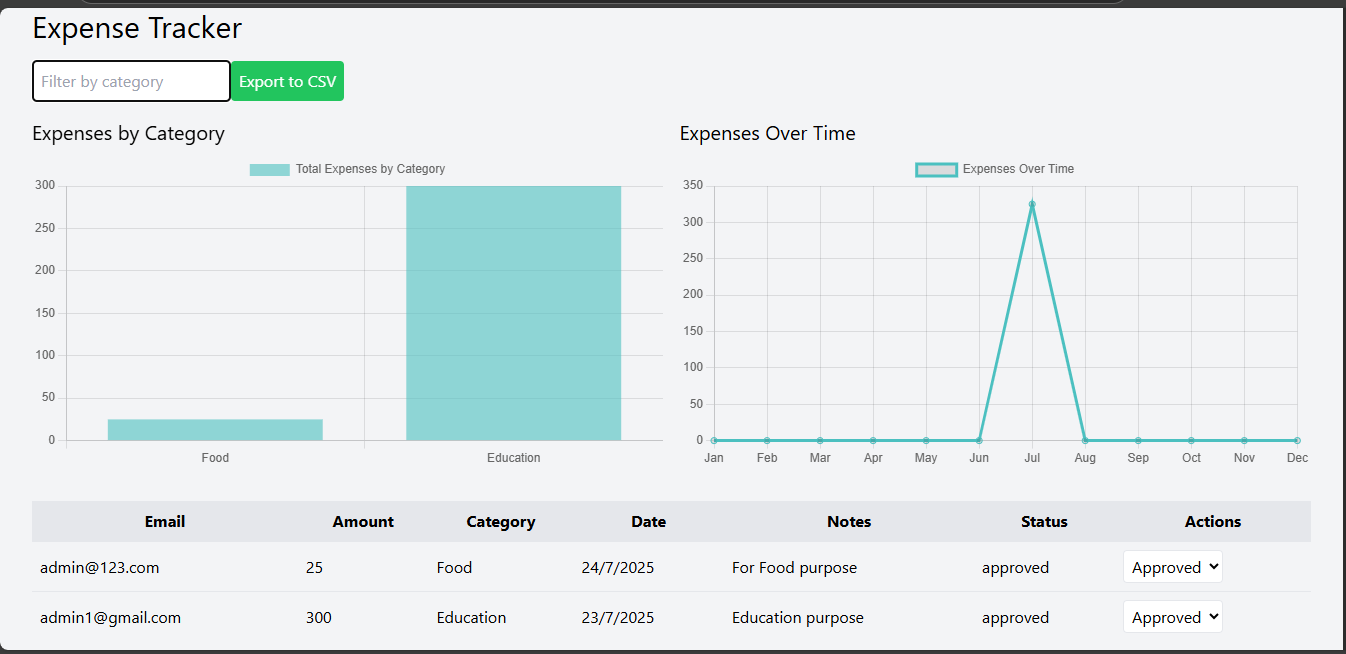 Expense Tracker
Filter by category
Export to CSV
Expenses by Category
Total Expenses by Category
300
250
200
150
100
50
0
Food
Education
Expenses Over Time
Expenses Over Time
350
300
250
200
150
100
50
0
Jan Feb Mar Apr May Jun Jul Aug Sep Oct Nov Dec
Email Amount Category Date Notes Status Actions
admin@123.com 25 Food 24/7/2025 For Food purpose approved Approved
admin1@gmail.com 300 Education 23/7/2025 Education purpose approved Approved